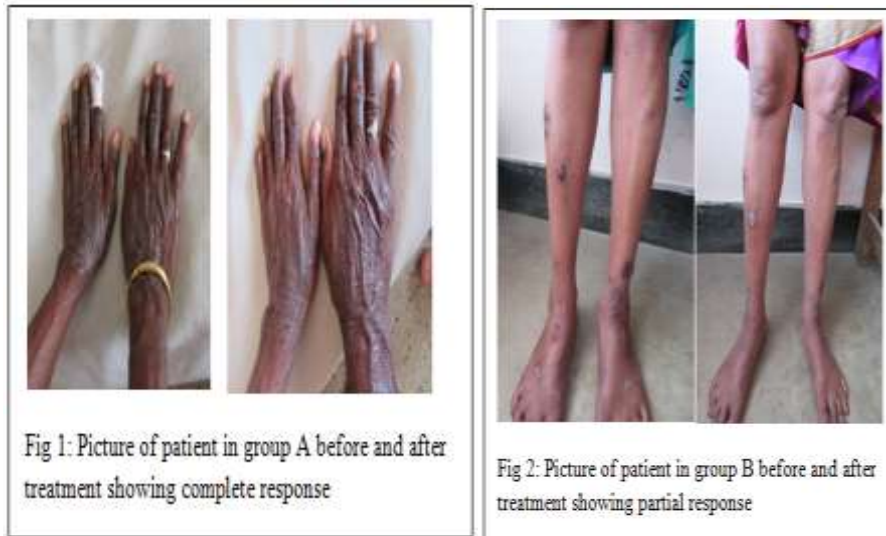 Fig 1: Picture of patient in group A before and after
treatment showing complete response
Fig 2: Picture of patient in group B before and after
treatment showing partial response